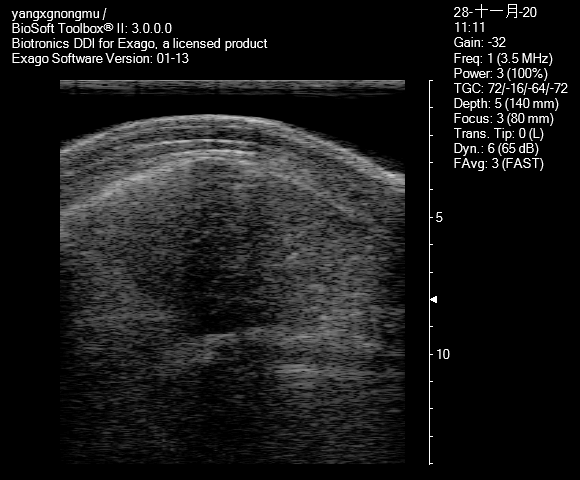 yangxgnongmu /
BioSoft Toolbox® II: 3.0.0.0
Biotronics DDI for Exago, a licensed product
Exago Software Version: 01-13
28-十一月-20
11:11
Gain: -32
Freq: 1 (3.5 MHz)
Power: 3 (100%)
TGC: 72/-16/-64/-72
Depth: 5 (140 mm)
Focus: 3 (80 mm)
Trans. Tip: 0 (L)
Dyn.: 6 (65 dB)
FAvg: 3 (FAST)
5
10